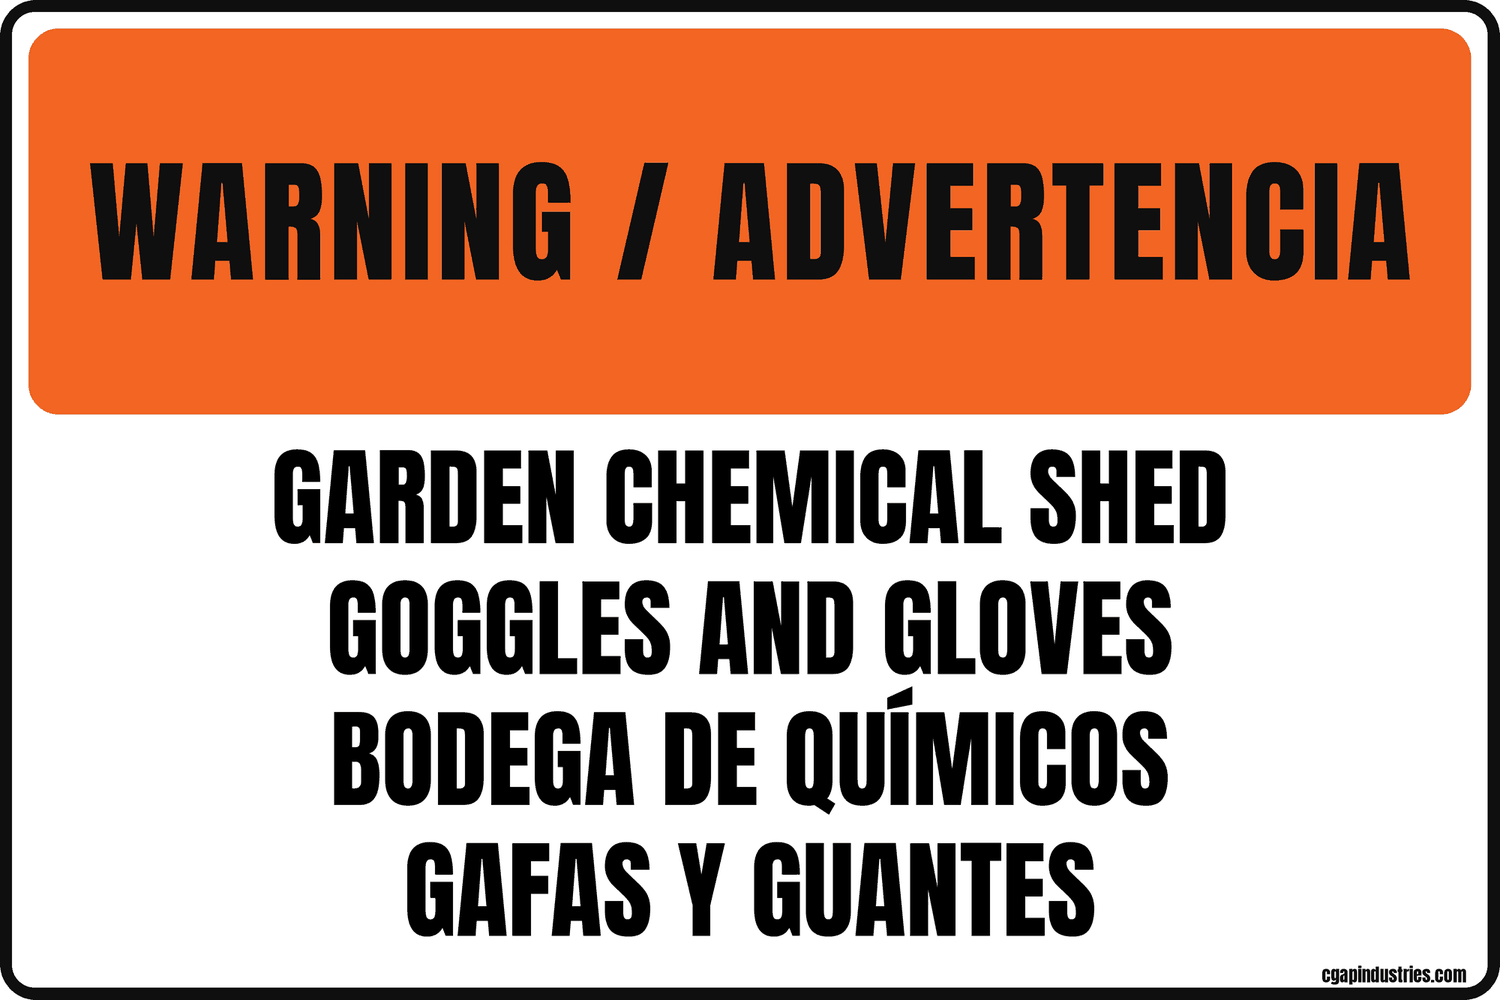 WARNING / ADVERTENCIA
GARDEN CHEMICAL SHED
GOGGLES AND GLOVES
BODEGA DE QUÍMICOS
GAFAS Y GUANTES
cgapindustries.com